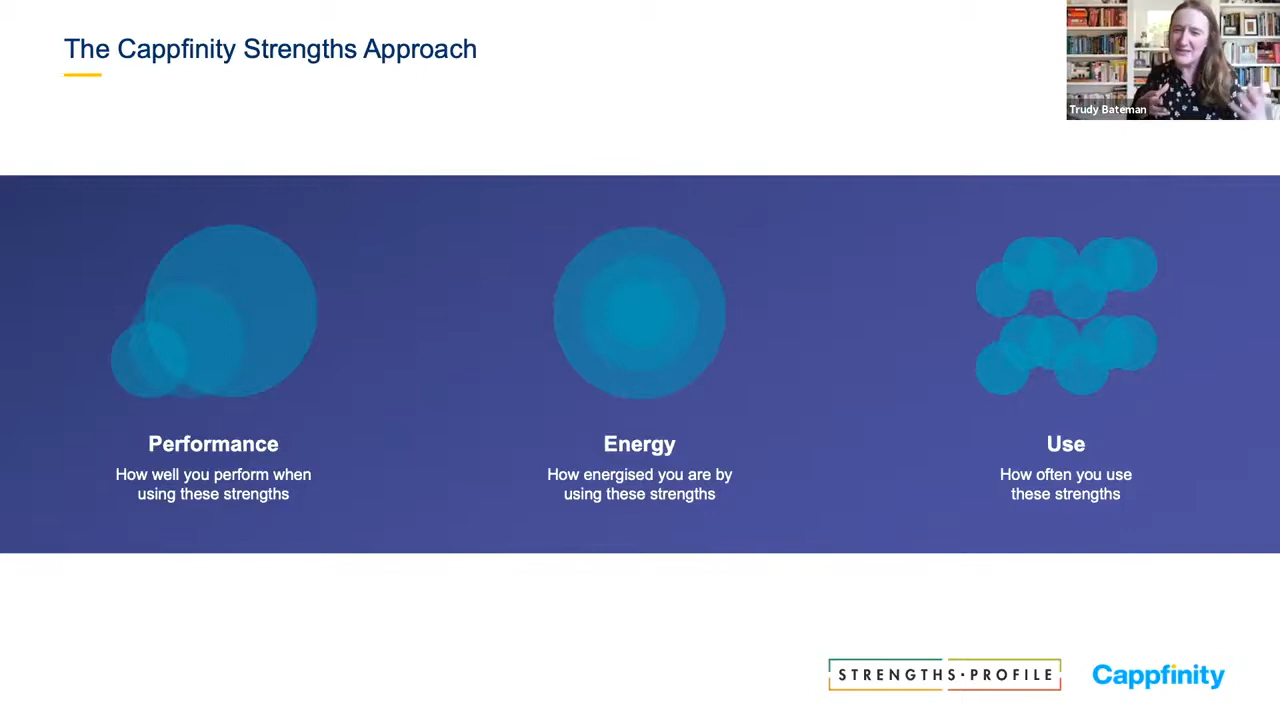 The Cappfinity Strengths Approach
Trudy Bateman
Performance
How well you perform when
using these strengths
Energy
How energised you are by
using these strengths
Use
How often you use
these strengths
STRENGTHS·PROFILE
Cappfinity